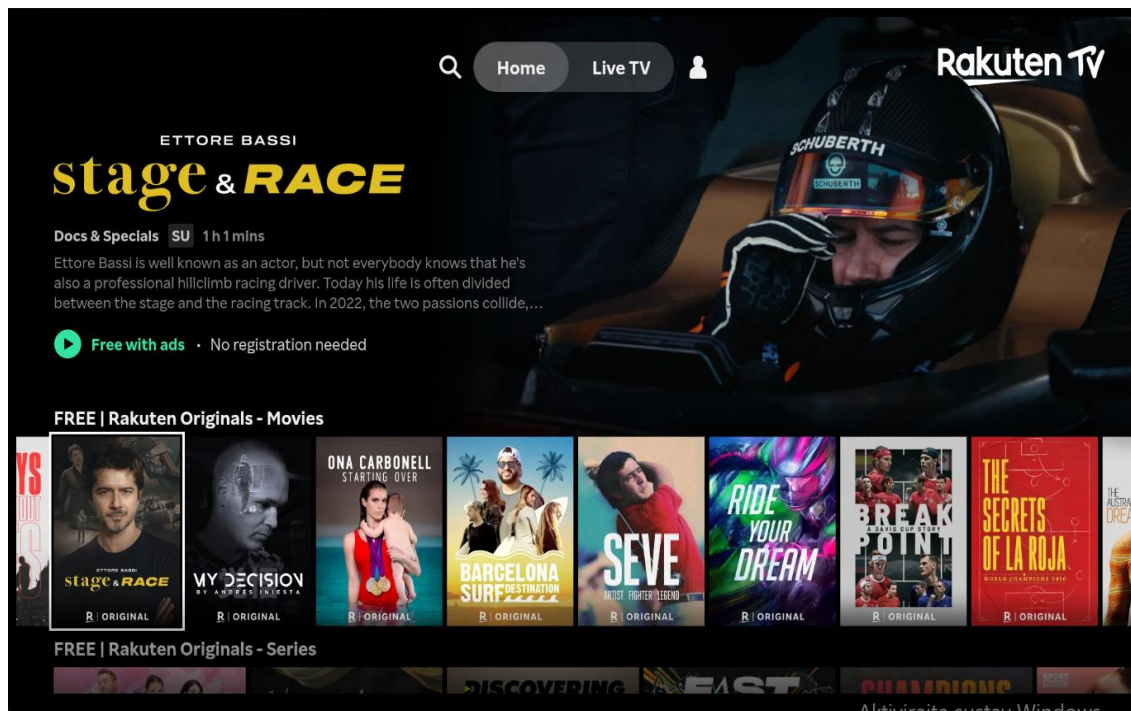 Home
Live TV
Rakuten TV
ETTORE BASSI
stage & RACE
SCHUBERTH
SCHUBERTH
Docs & Specials SU 1 h 1 mins
Ettore Bassi is well known as an actor, but not everybody knows that he's
also a professional hillclimb racing driver. Today his life is often divided
between the stage and the racing track. In 2022, the two passions collide,…
Free with ads · No registration needed
FREE | Rakuten Originals - Movies
YS
ETTORE BASSI
stage & RACE
R | ORIGINAL
MY DECISION
BY ANDRES INIESTA
R | ORIGINAL
ONA CARBONELL
STARTING OVER
R | ORIGINAL
BARCELONA
SURF DESTINATION
R | ORIGINAL
SEVE
ARTIST FIGHTER LEGEND
R | ORIGINAL
RIDE
YOUR
DREAM
R | ORIGINAL
BREAK
A DAVIS CUP STORY
POINT
R | ORIGINAL
THE
SECRETS
OF LA ROJA
WORLD CHAMPIONS 2010
R | ORIGINAL
THE
FREE | Rakuten Originals - Series
DISCOVERING
FAST
CHAMPIONS